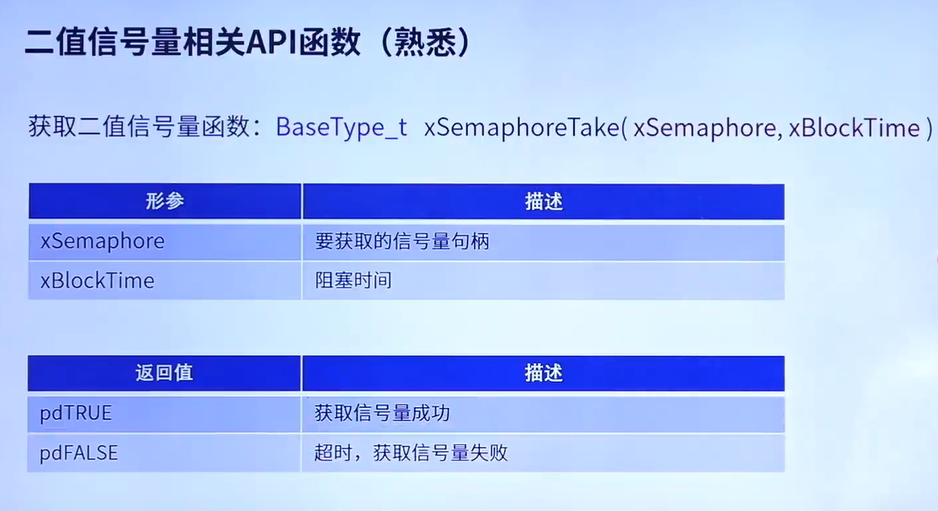 二值信号量相关API函数（熟悉）
获取二值信号量函数：BaseType_t xSemaphoreTake( xSemaphore, xBlockTime )
形参 描述
xSemaphore 要获取的信号量句柄
xBlockTime 阻塞时间
返回值 描述
pdTRUE 获取信号量成功
pdFALSE 超时，获取信号量失败